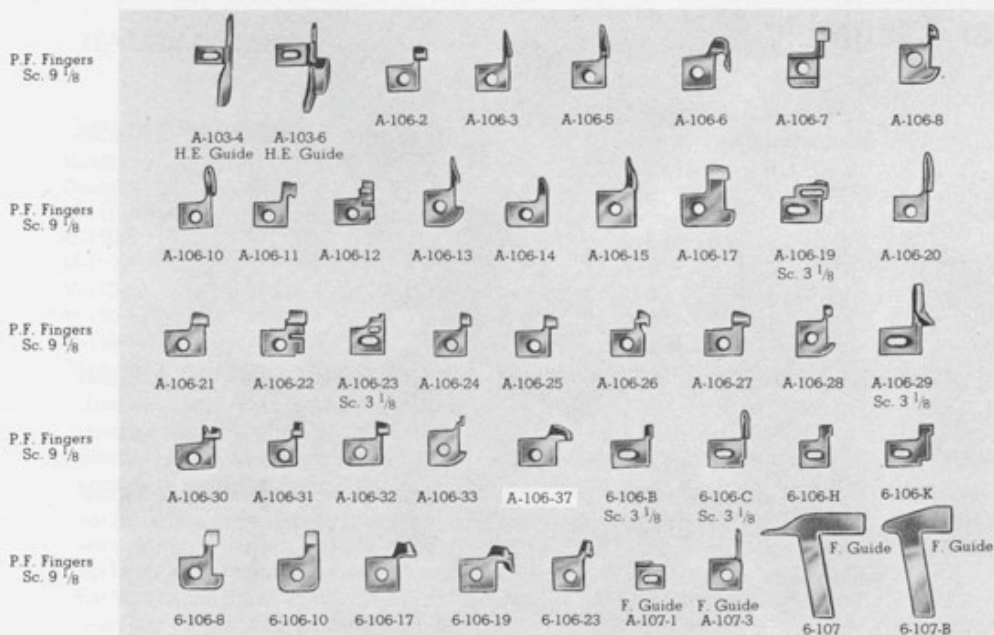 P.F. Fingers
Sc. 9 1/8
A-103-4
H.E. Guide
A-103-6
H.E. Guide
A-106-2
A-106-3
A-106-5
A-106-6
A-106-7
A-106-8
P.F. Fingers
Sc. 9 1/8
A-106-10
A-106-11
A-106-12
A-106-13
A-106-14
A-106-15
A-106-17
A-106-19
Sc. 3 1/8
A-106-20
P.F. Fingers
Sc. 9 1/8
A-106-21
A-106-22
A-106-23
Sc. 3 1/8
A-106-24
A-106-25
A-106-26
A-106-27
A-106-28
A-106-29
Sc. 3 1/8
P.F. Fingers
Sc. 9 1/8
A-106-30
A-106-31
A-106-32
A-106-33
A-106-37
6-106-B
Sc. 3 1/8
6-106-C
Sc. 3 1/8
6-106-H
6-106-K
P.F. Fingers
Sc. 9 1/8
6-106-8
6-106-10
6-106-17
6-106-19
6-106-23
F. Guide
A-107-1
F. Guide
A-107-3
F. Guide
6-107
F. Guide
6-107-B